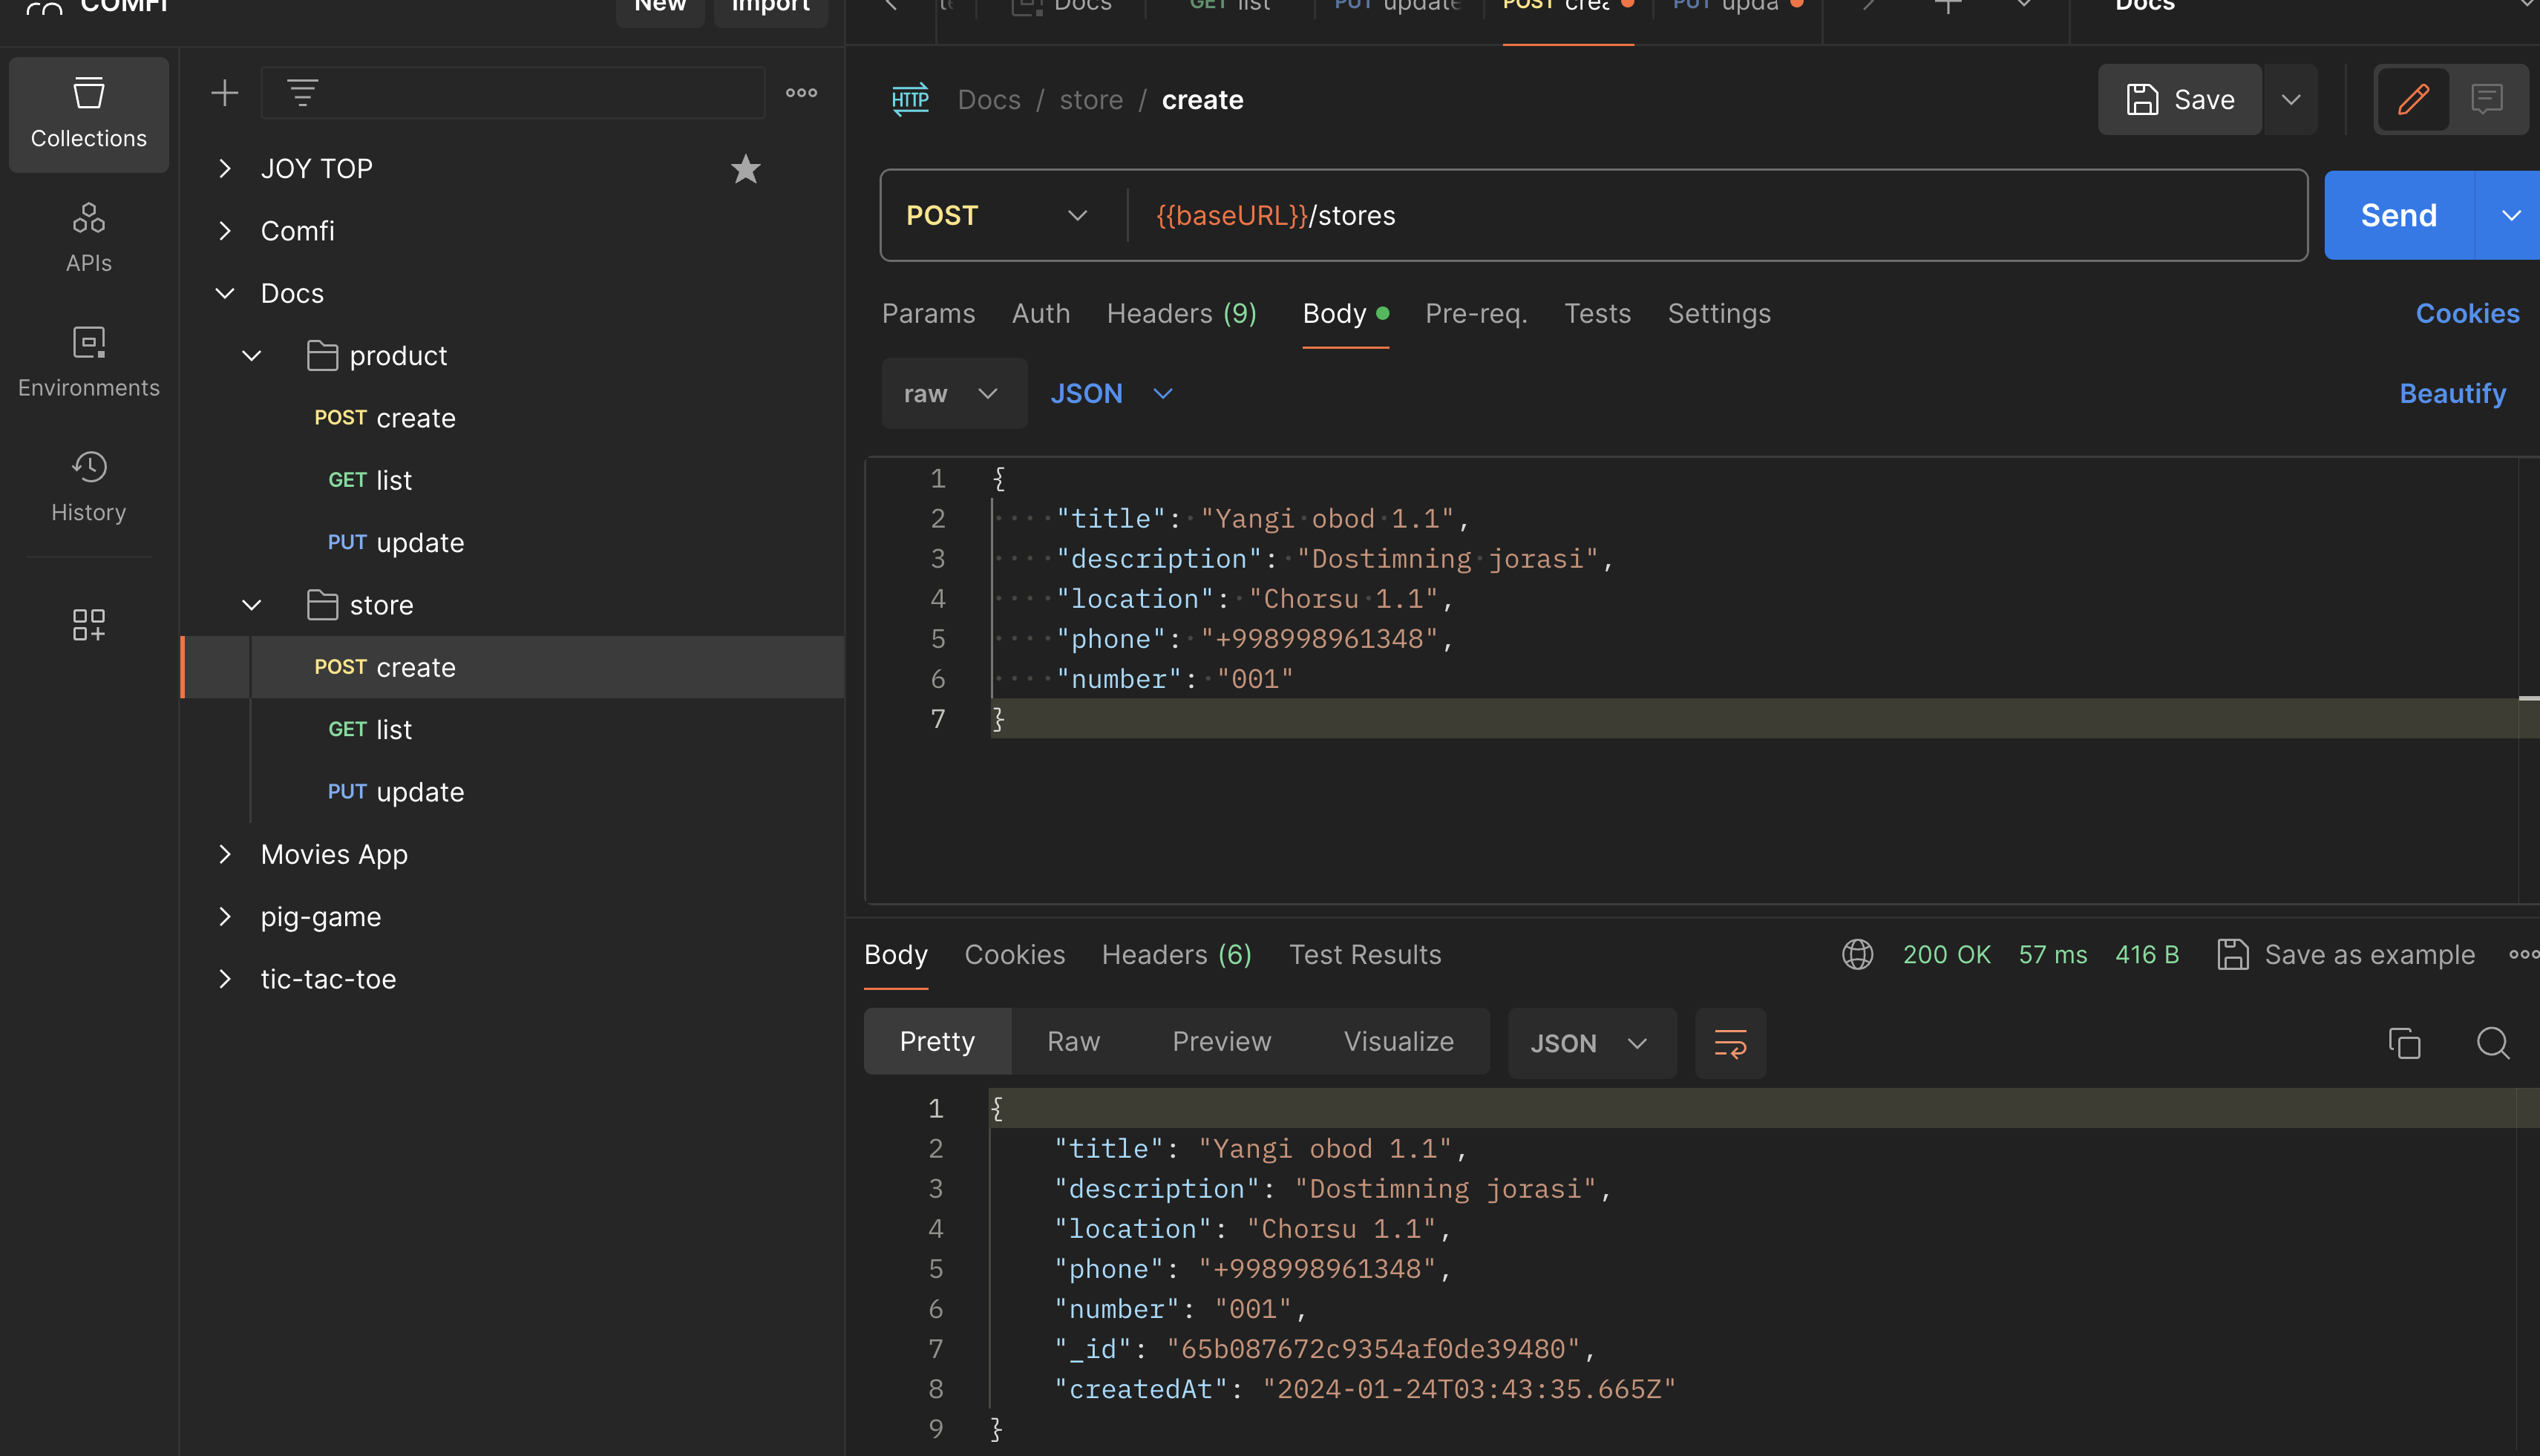 COMFI
New
Import
Docs
GET list
PUT update
POST crea
PUT upda
Docs
Collections
APIs
Environments
History
JOY TOP
Comfi
Docs
product
POST create
GET list
PUT update
store
POST create
GET list
PUT update
Movies App
pig-game
tic-tac-toe
HTTP
Docs / store / create
Save
POST
{{baseURL}}/stores
Send
Params Auth Headers (9) Body Pre-req. Tests Settings
Cookies
raw
JSON
Beautify
1 {
2 "title": "Yangi obod 1.1",
3 "description": "Dostimning jorasi",
4 "location": "Chorsu 1.1",
5 "phone": "+998998961348",
6 "number": "001"
7 }
Body Cookies Headers (6) Test Results
200 OK 57 ms 416 B
Save as example
Pretty Raw Preview Visualize
JSON
1 {
2 "title": "Yangi obod 1.1",
3 "description": "Dostimning jorasi",
4 "location": "Chorsu 1.1",
5 "phone": "+998998961348",
6 "number": "001",
7 "_id": "65b087672c9354af0de39480",
8 "createdAt": "2024-01-24T03:43:35.665Z"
9 }